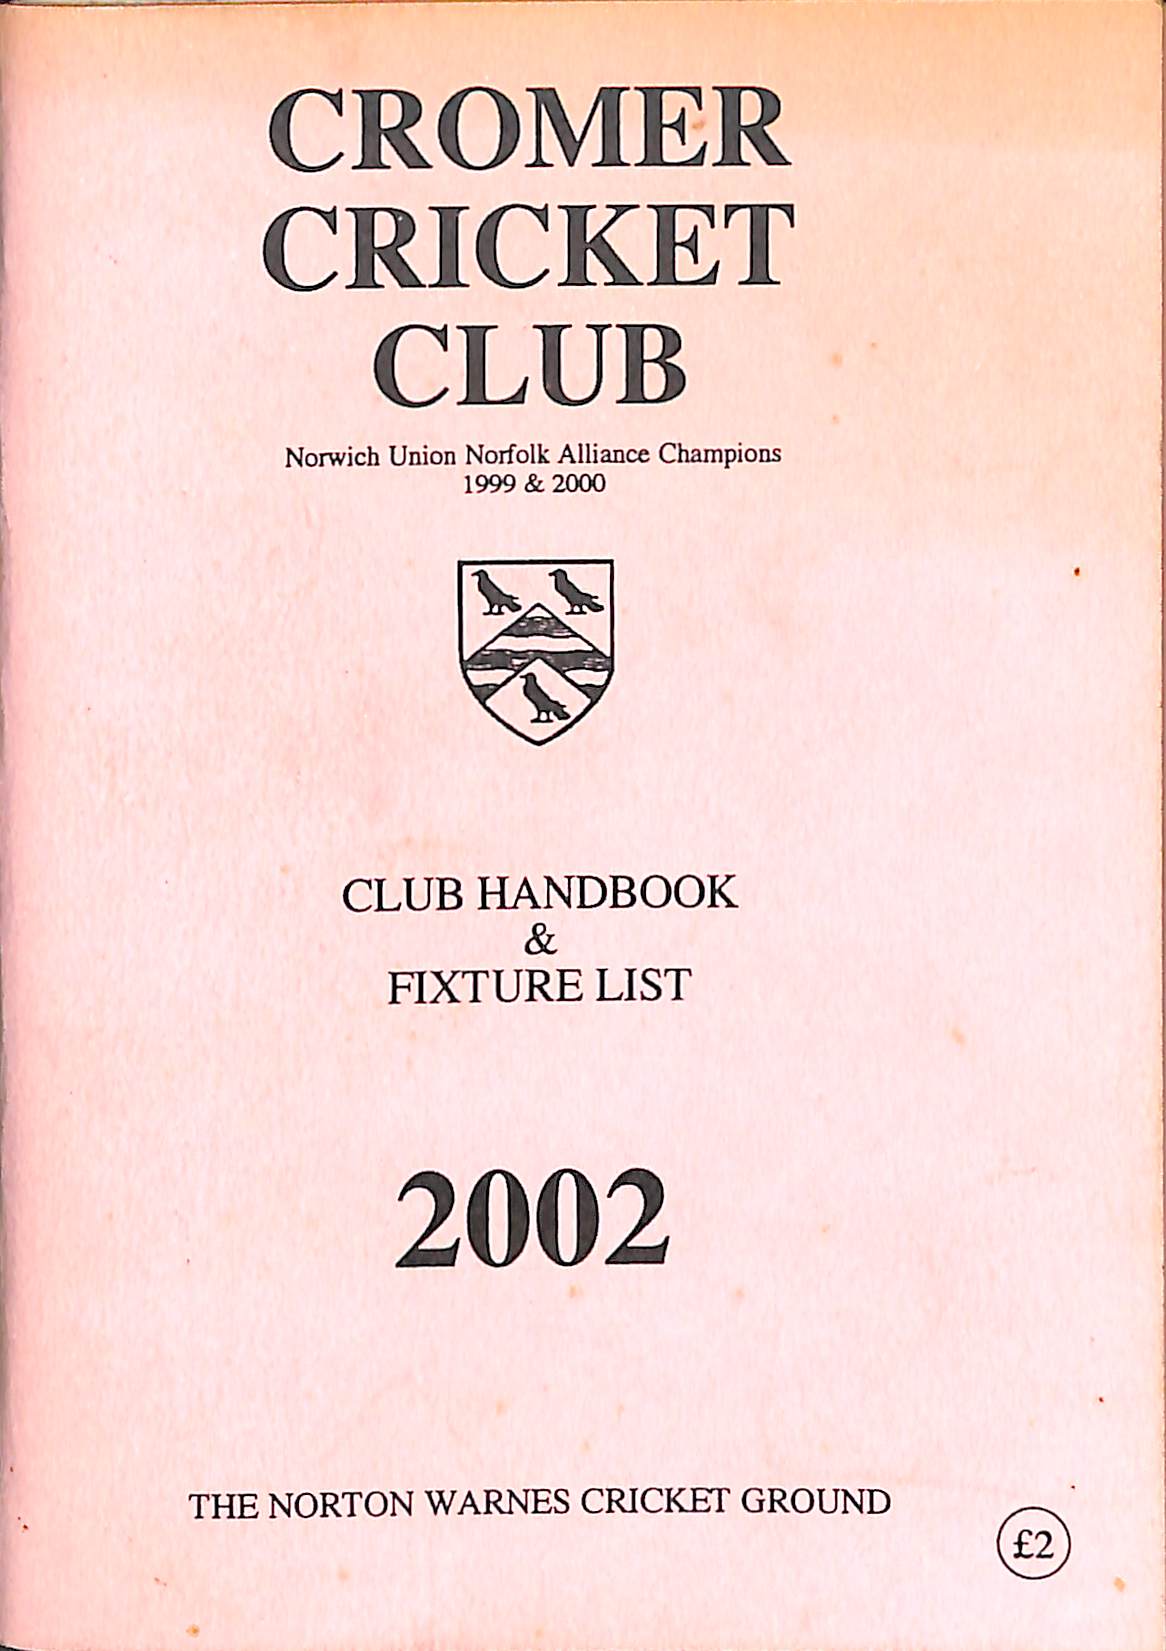 CROMER
CRICKET
CLUB
Norwich Union Norfolk Alliance Champions
1999 & 2000
CLUB HANDBOOK
&
FIXTURE LIST
2002
THE NORTON WARNES CRICKET GROUND
£2